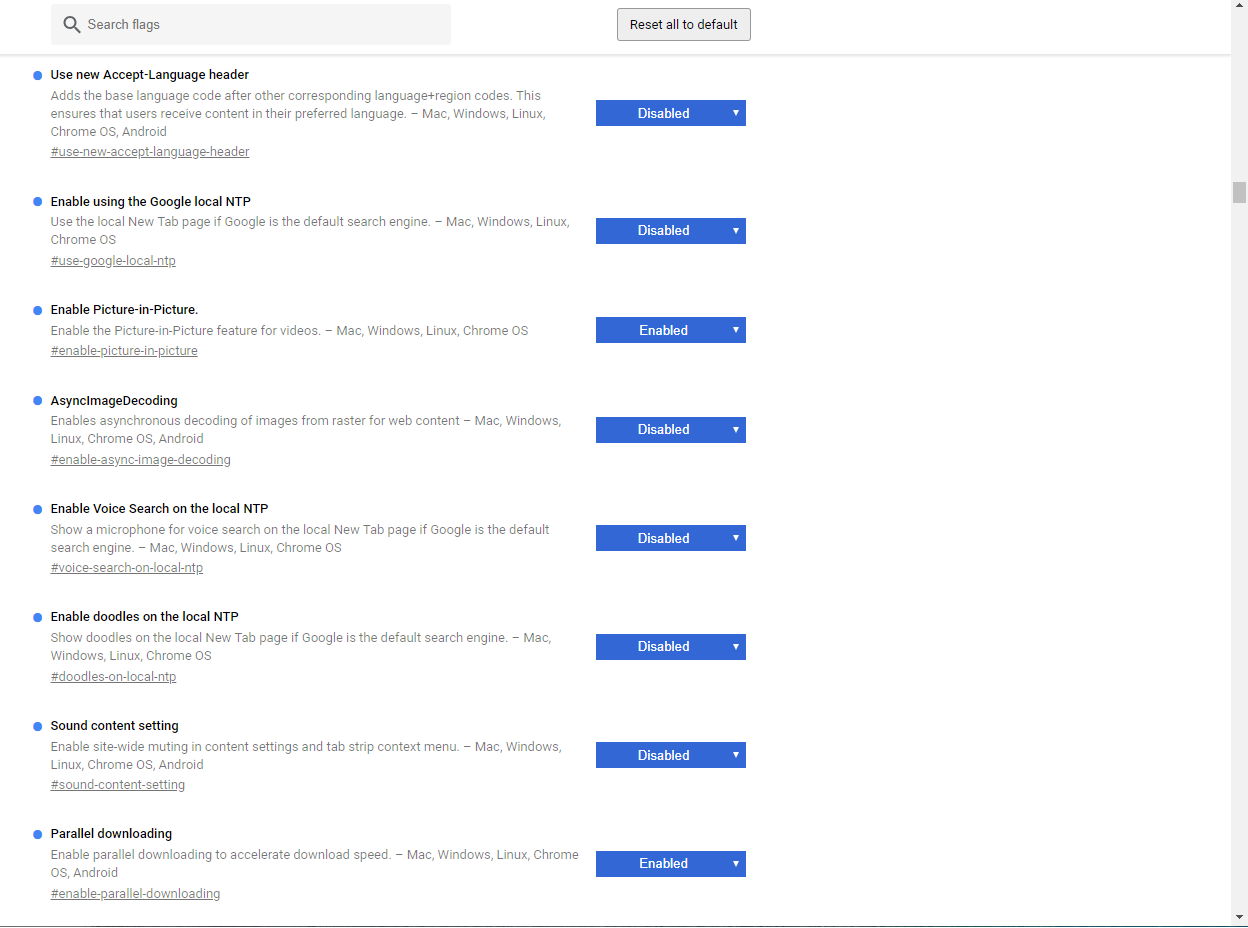 Search flags
Reset all to default
Use new Accept-Language header
Adds the base language code after other corresponding language+region codes. This
ensures that users receive content in their preferred language. – Mac, Windows, Linux,
Chrome OS, Android
#use-new-accept-language-header
Disabled
Enable using the Google local NTP
Use the local New Tab page if Google is the default search engine. – Mac, Windows, Linux,
Chrome OS
#use-google-local-ntp
Disabled
Enable Picture-in-Picture.
Enable the Picture-in-Picture feature for videos. – Mac, Windows, Linux, Chrome OS
#enable-picture-in-picture
Enabled
AsyncImageDecoding
Enables asynchronous decoding of images from raster for web content – Mac, Windows,
Linux, Chrome OS, Android
#enable-async-image-decoding
Disabled
Enable Voice Search on the local NTP
Show a microphone for voice search on the local New Tab page if Google is the default
search engine. – Mac, Windows, Linux, Chrome OS
#voice-search-on-local-ntp
Disabled
Enable doodles on the local NTP
Show doodles on the local New Tab page if Google is the default search engine. – Mac,
Windows, Linux, Chrome OS
#doodles-on-local-ntp
Disabled
Sound content setting
Enable site-wide muting in content settings and tab strip context menu. – Mac, Windows,
Linux, Chrome OS, Android
#sound-content-setting
Disabled
Parallel downloading
Enable parallel downloading to accelerate download speed. – Mac, Windows, Linux, Chrome
OS, Android
#enable-parallel-downloading
Enabled